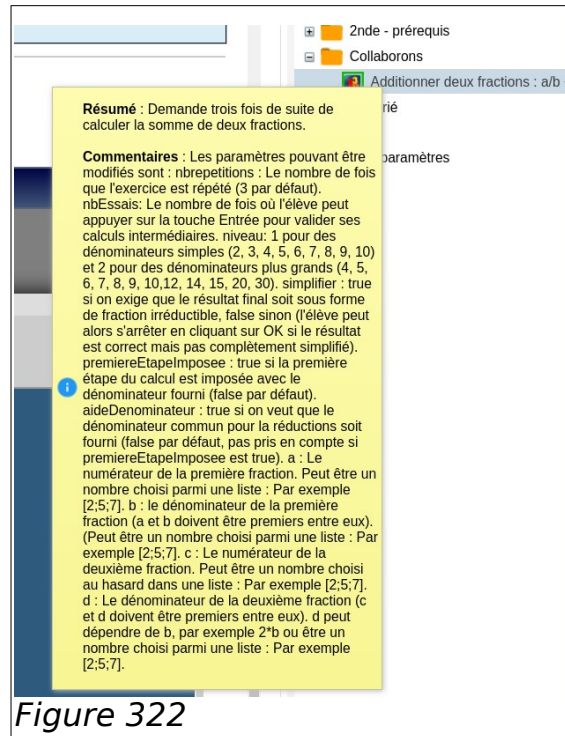 2nde - prérequis
Collaborons
Additionner deux fractions : a/b
rié
paramètres
Résumé : Demande trois fois de suite de
calculer la somme de deux fractions.
Commentaires : Les paramètres pouvant être
modifiés sont : nbrepetitions : Le nombre de fois
que l'exercice est répété (3 par défaut).
nbEssais: Le nombre de fois où l'élève peut
appuyer sur la touche Entrée pour valider ses
calculs intermédiaires. niveau: 1 pour des
dénominateurs simples (2, 3, 4, 5, 6, 7, 8, 9, 10)
et 2 pour des dénominateurs plus grands (4, 5,
6, 7, 8, 9, 10,12, 14, 15, 20, 30). simplifier : true
si on exige que le résultat final soit sous forme
de fraction irréductible, false sinon (l'élève peut
alors s'arrêter en cliquant sur OK si le résultat
est correct mais pas complètement simplifié).
premiereEtapeImposee : true si la première
étape du calcul est imposée avec le
dénominateur fourni (false par défaut).
aideDenominateur : true si on veut que le
dénominateur commun pour la réductions soit
fourni (false par défaut, pas pris en compte si
premiereEtapeImposee est true). a : Le
numérateur de la première fraction. Peut être un
nombre choisi parmi une liste : Par exemple
[2;5;7]. b : le dénominateur de la première
fraction (a et b doivent être premiers entre eux).
(Peut être un nombre choisi parmi une liste : Par
exemple [2;5;7]. c : Le numérateur de la
deuxième fraction. Peut être un nombre choisi
au hasard dans une liste : Par exemple [2;5;7].
d : Le dénominateur de la deuxième fraction (c
et d doivent être premiers entre eux). d peut
dépendre de b, par exemple 2*b ou être un
nombre choisi parmi une liste : Par exemple
[2;5;7].
Figure 322